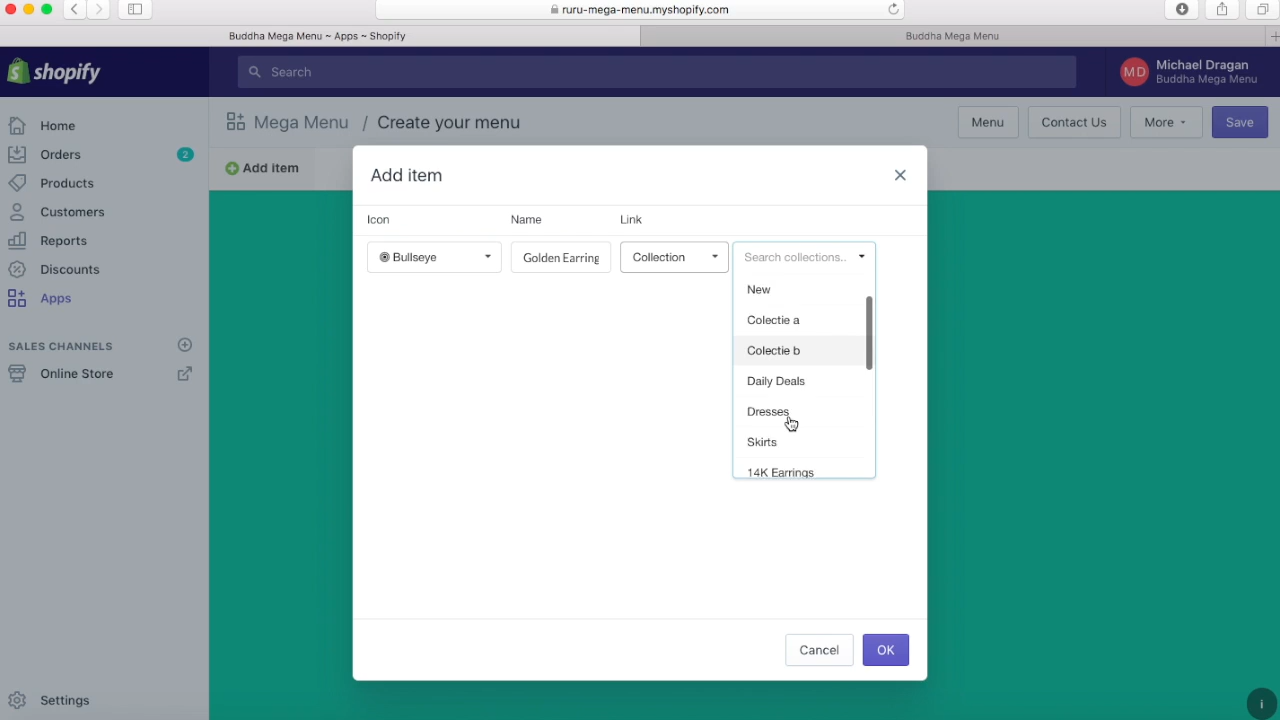 ruru-mega-menu.myshopify.com
Buddha Mega Menu ~ Apps ~ Shopify
Buddha Mega Menu
shopify
Search
MD
Michael Dragan
Buddha Mega Menu
Home
Orders
2
Products
Customers
Reports
Discounts
Apps
SALES CHANNELS
Online Store
Settings
Mega Menu / Create your menu
Menu
Contact Us
More
Save
Add item
Add item
Icon
Name
Link
Bullseye
Golden Earring
Collection
Search collections..
New
Colectie a
Colectie b
Daily Deals
Dresses
Skirts
14K Earrings
Cancel
OK
i